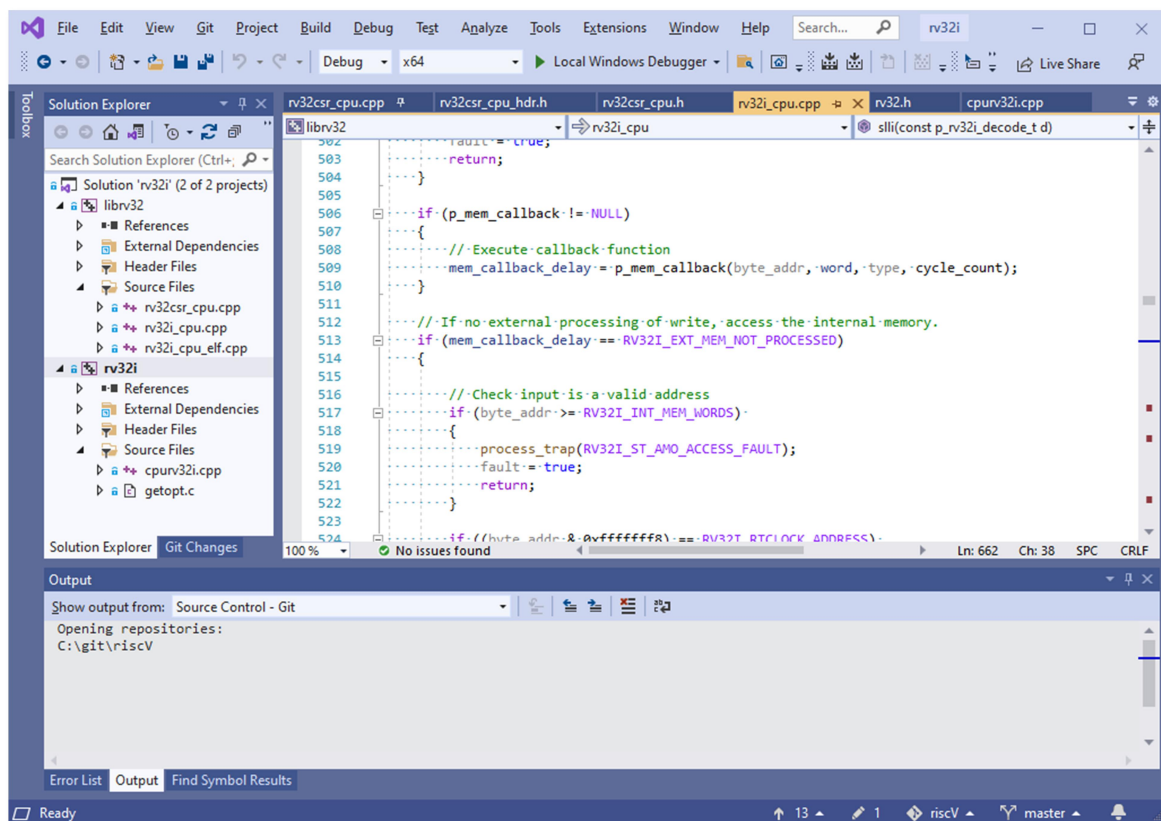 File Edit View Git Project Build Debug Test Analyze Tools Extensions Window Help Search... rv32i
Debug x64 Local Windows Debugger Live Share
Toolbox
Solution Explorer
Search Solution Explorer (Ctrl+;
Solution 'rv32i' (2 of 2 projects)
librv32
References
External Dependencies
Header Files
Source Files
rv32csr_cpu.cpp
rv32i_cpu.cpp
rv32i_cpu_elf.cpp
rv32i
References
External Dependencies
Header Files
Source Files
cpurv32i.cpp
getopt.c
Solution Explorer Git Changes
rv32csr_cpu.cpp rv32csr_cpu_hdr.h rv32csr_cpu.h rv32i_cpu.cpp rv32.h cpurv32i.cpp
librv32 rv32i_cpu slli(const p_rv32i_decode_t d)
502 fault = true;
503 return;
504 }
505
506 if (p_mem_callback != NULL)
507 {
508 // Execute callback function
509 mem_callback_delay = p_mem_callback(byte_addr, word, type, cycle_count);
510 }
511
512 // If no external processing of write, access the internal memory.
513 if (mem_callback_delay == RV32I_EXT_MEM_NOT_PROCESSED)
514 {
515
516 // Check input is a valid address
517 if (byte_addr >= RV32I_INT_MEM_WORDS)
518 {
519 process_trap(RV32I_ST_AMO_ACCESS_FAULT);
520 fault = true;
521 return;
522 }
523
524 if ((byte_addr & 0xfffffff8) == RV32I_RTCLOCK_ADDRESS)
100 % No issues found Ln: 662 Ch: 38 SPC CRLF
Output
Show output from: Source Control - Git
Opening repositories:
C:\git\riscV
Error List Output Find Symbol Results
Ready 13 1 riscV master